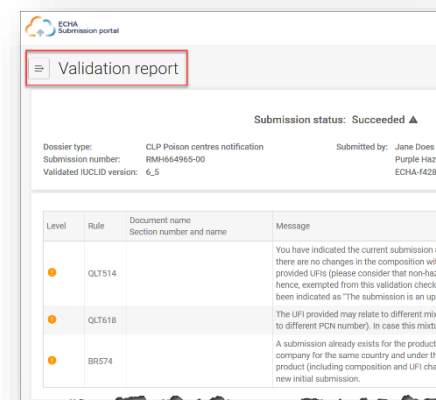 ECHA
Submission portal
Validation report
Submission status: Succeeded
Dossier type: CLP Poison centres notification Submitted by: Jane Does
Submission number: RMH664965-00 Purple Haz
Validated IUCLID version: 6_5 ECHA-f428
Level Rule Document name Message
Section number and name
You have indicated the current submission a
there are no changes in the composition wit
QLT514 provided UFIs (please consider that non-haz
hence, exempted from this validation check
been indicated as "The submission is an up
The UFI provided may relate to different mix
QLT618 to different PCN number). In case this mixtu
A submission already exists for the product
BR574 company for the same country and under th
product (including composition and UFI cha
new initial submission.